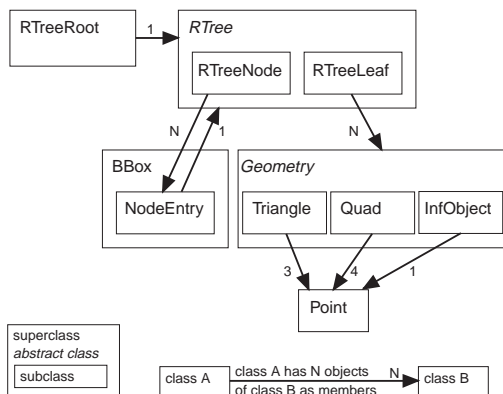 RTreeRoot
1
RTree
RTreeNode
RTreeLeaf
N
1
N
BBox
NodeEntry
Geometry
Triangle
Quad
InfObject
3
4
1
Point
superclass
abstract class
subclass
class A
class A has N objects
of class B as members
N
class B